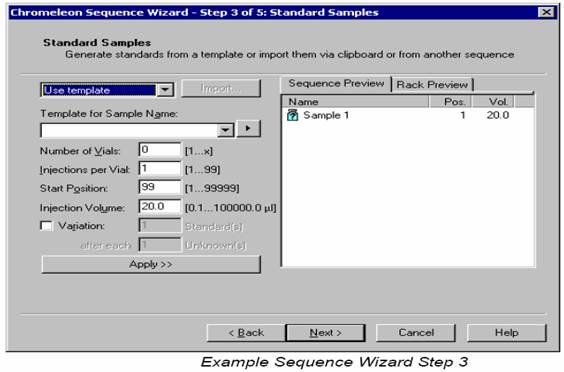 Chromeleon Sequence Wizard - Step 3 of 5: Standard Samples
Standard Samples
Generate standards from a template or import them via clipboard or from another sequence
Use template
Import...
Template for Sample Name:
Number of Vials: 0 [1...x]
Injections per Vial: 1 [1...99]
Start Position: 99 [1...99999]
Injection Volume: 20.0 [0.1...100000.0 µl]
Variation: 1 Standard(s)
after each 1 Unknown(s)
Apply >>
Sequence Preview Rack Preview
Name Pos. Vol.
Sample 1 1 20.0
< Back Next > Cancel Help
Example Sequence Wizard Step 3